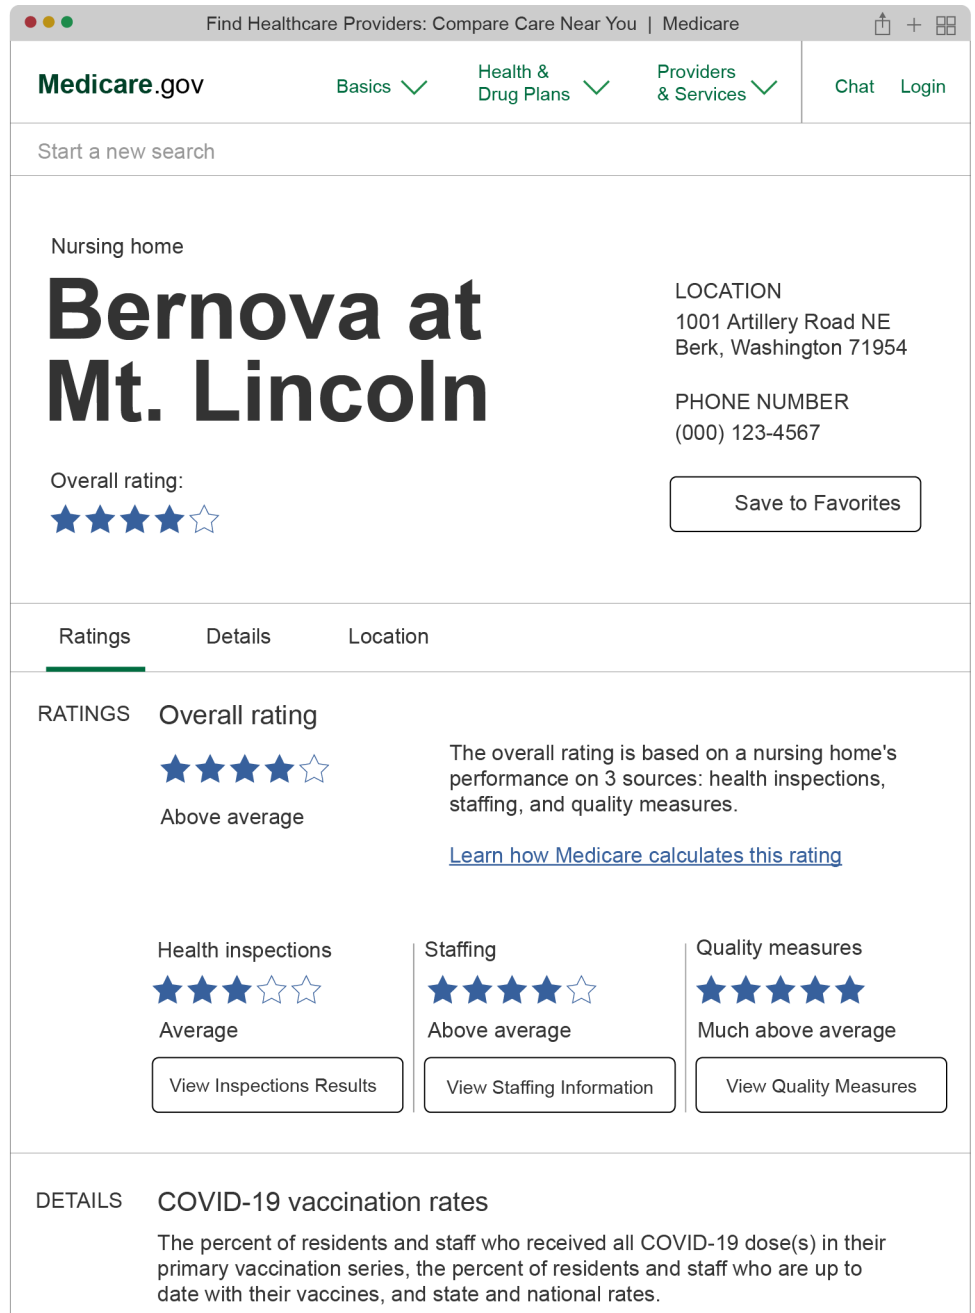 Find Healthcare Providers: Compare Care Near You | Medicare
Medicare.gov
Basics
Health &
Drug Plans
Providers
& Services
Chat
Login
Start a new search
Nursing home
Bernova at
Mt. Lincoln
LOCATION
1001 Artillery Road NE
Berk, Washington 71954
PHONE NUMBER
(000) 123-4567
Overall rating:
Save to Favorites
Ratings
Details
Location
RATINGS
Overall rating
Above average
The overall rating is based on a nursing home's
performance on 3 sources: health inspections,
staffing, and quality measures.
Learn how Medicare calculates this rating
Health inspections
Average
View Inspections Results
Staffing
Above average
View Staffing Information
Quality measures
Much above average
View Quality Measures
DETAILS
COVID-19 vaccination rates
The percent of residents and staff who received all COVID-19 dose(s) in their
primary vaccination series, the percent of residents and staff who are up to
date with their vaccines, and state and national rates.